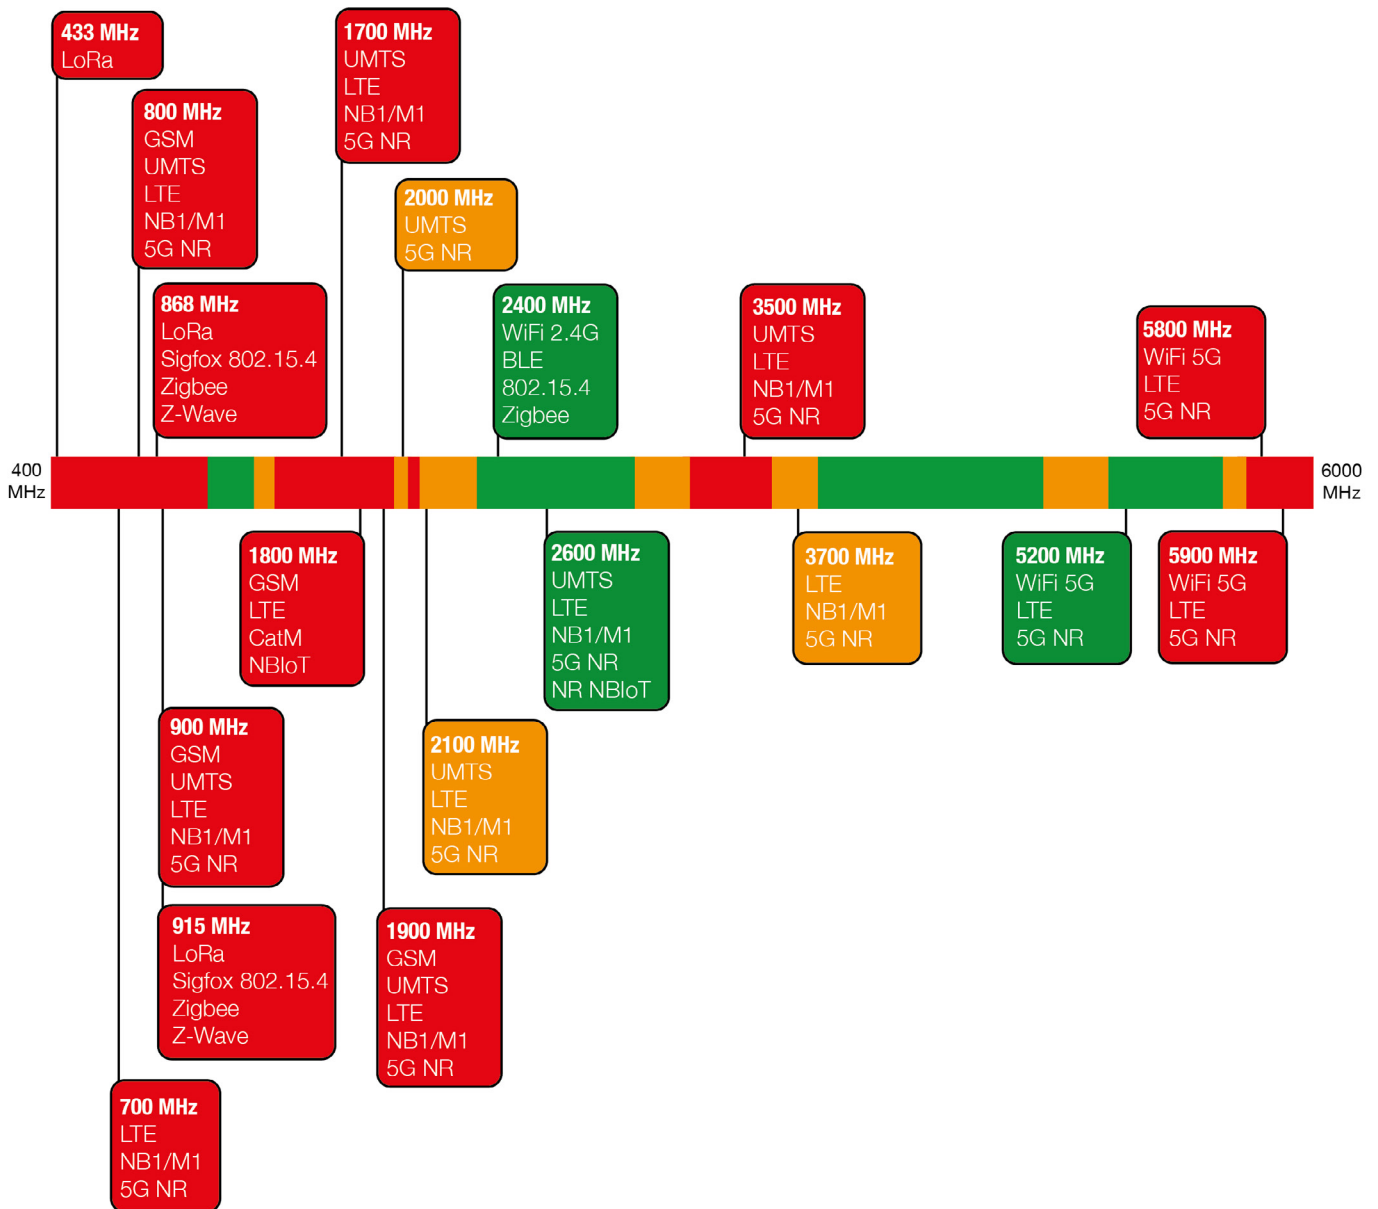 433 MHz
LoRa
1700 MHz
UMTS
LTE
NB1/M1
5G NR
800 MHz
GSM
UMTS
LTE
NB1/M1
5G NR
2000 MHz
UMTS
5G NR
868 MHz
LoRa
Sigfox 802.15.4
Zigbee
Z-Wave
2400 MHz
WiFi 2.4G
BLE
802.15.4
Zigbee
3500 MHz
UMTS
LTE
NB1/M1
5G NR
5800 MHz
WiFi 5G
LTE
5G NR
400
MHz
6000
MHz
1800 MHz
GSM
LTE
CatM
NBIoT
2600 MHz
UMTS
LTE
NB1/M1
5G NR
NR NBIoT
3700 MHz
LTE
NB1/M1
5G NR
5200 MHz
WiFi 5G
LTE
5G NR
5900 MHz
WiFi 5G
LTE
5G NR
900 MHz
GSM
UMTS
LTE
NB1/M1
5G NR
2100 MHz
UMTS
LTE
NB1/M1
5G NR
915 MHz
LoRa
Sigfox 802.15.4
Zigbee
Z-Wave
1900 MHz
GSM
UMTS
LTE
NB1/M1
5G NR
700 MHz
LTE
NB1/M1
5G NR